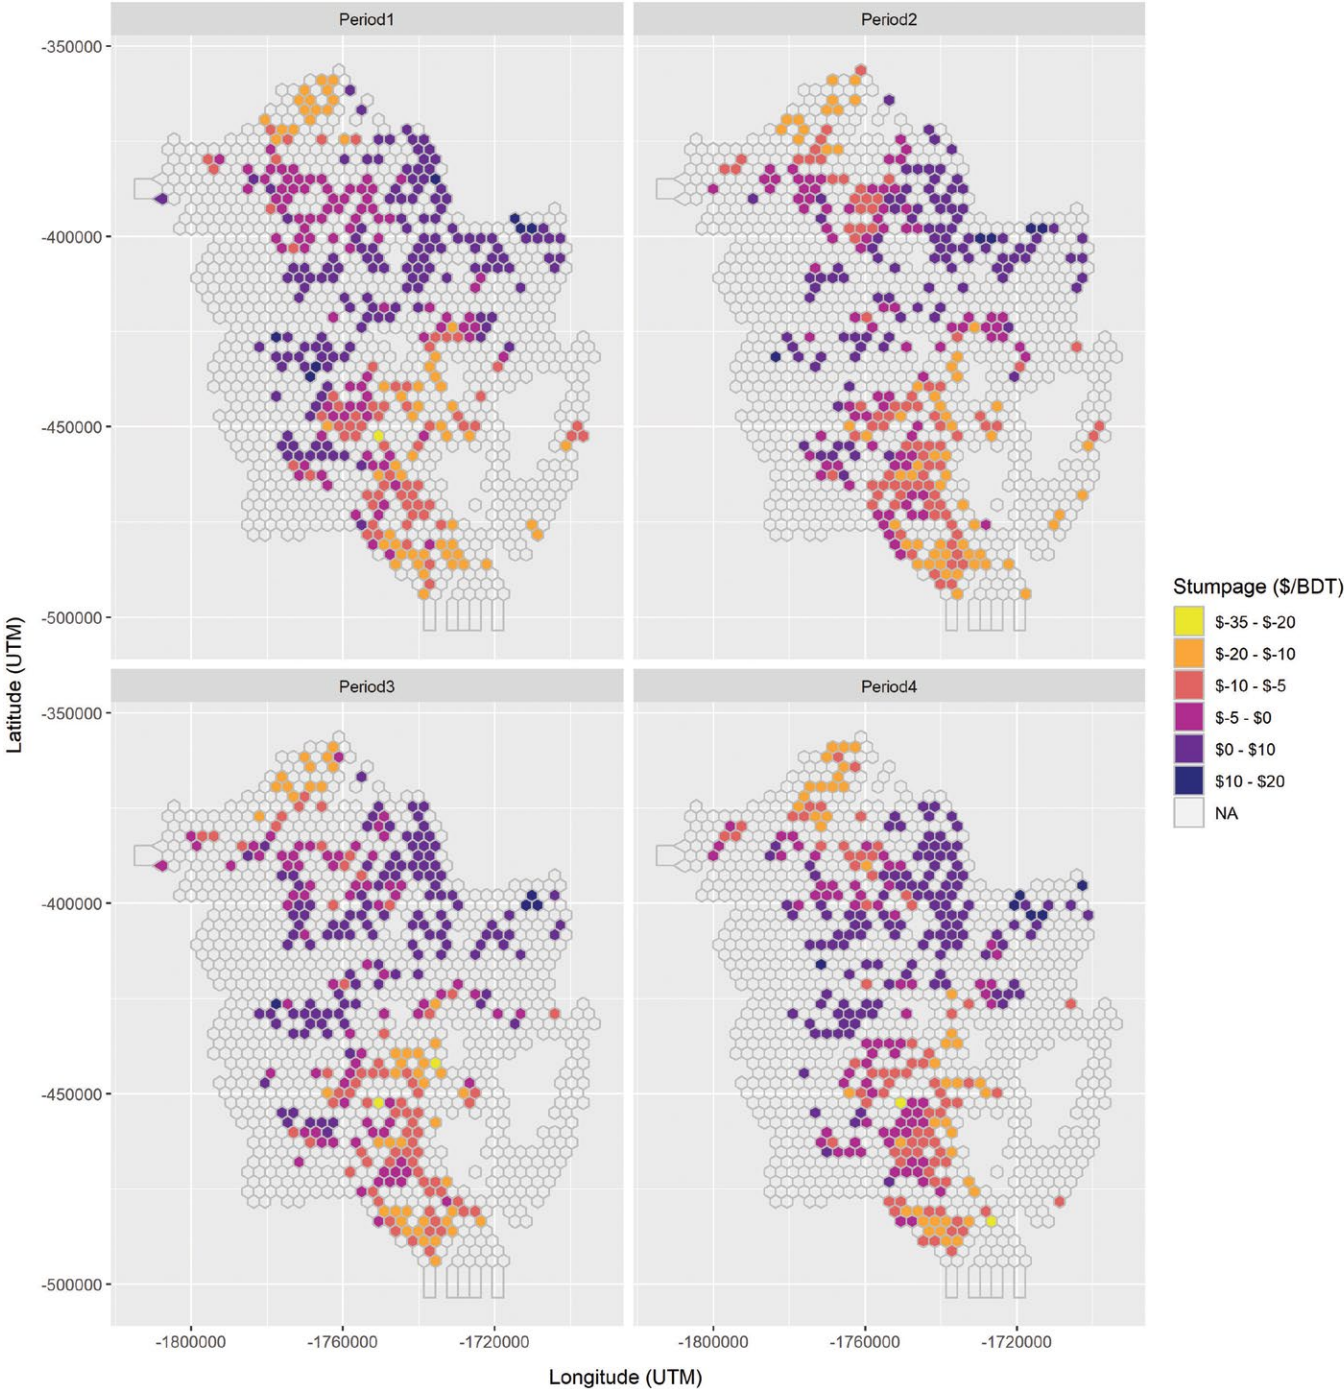 Period1
Period2
-350000
-400000
-450000
-500000
Period3
Period4
-350000
-400000
-450000
-500000
-1800000
-1760000
-1720000
-1800000
-1760000
-1720000
Latitude (UTM)
Longitude (UTM)
Stumpage ($/BDT)
$-35 - $-20
$-20 - $-10
$-10 - $-5
$-5 - $0
$0 - $10
$10 - $20
NA